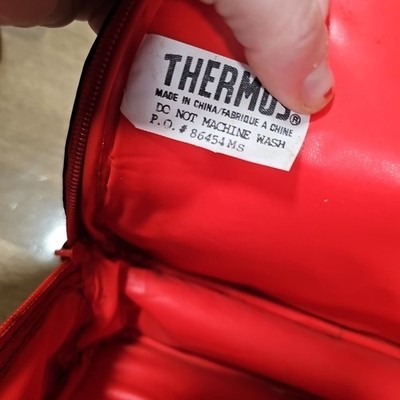 THERMOS®
MADE IN CHINA/FABRIQUE A CHINE
DO NOT MACHINE WASH
P.O.# 86454MS